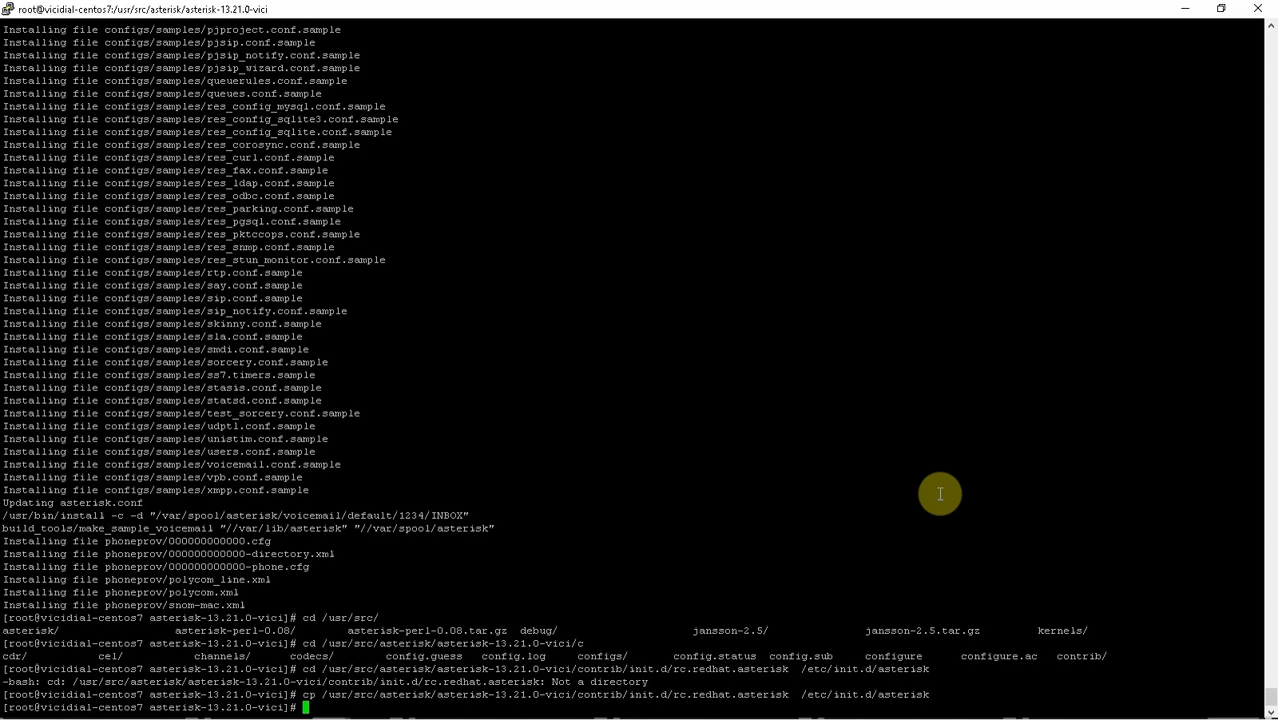 root@vicidial-centos7:/usr/src/asterisk/asterisk-13.21.0-vici
Installing file configs/samples/pjproject.conf.sample
Installing file configs/samples/pjsip.conf.sample
Installing file configs/samples/pjsip_notify.conf.sample
Installing file configs/samples/pjsip_wizard.conf.sample
Installing file configs/samples/queuerules.conf.sample
Installing file configs/samples/queues.conf.sample
Installing file configs/samples/res_config_mysql.conf.sample
Installing file configs/samples/res_config_sqlite3.conf.sample
Installing file configs/samples/res_config_sqlite.conf.sample
Installing file configs/samples/res_corosync.conf.sample
Installing file configs/samples/res_curl.conf.sample
Installing file configs/samples/res_fax.conf.sample
Installing file configs/samples/res_ldap.conf.sample
Installing file configs/samples/res_odbc.conf.sample
Installing file configs/samples/res_parking.conf.sample
Installing file configs/samples/res_pgsql.conf.sample
Installing file configs/samples/res_pktccops.conf.sample
Installing file configs/samples/res_snmp.conf.sample
Installing file configs/samples/res_stun_monitor.conf.sample
Installing file configs/samples/rtp.conf.sample
Installing file configs/samples/say.conf.sample
Installing file configs/samples/sip.conf.sample
Installing file configs/samples/sip_notify.conf.sample
Installing file configs/samples/skinny.conf.sample
Installing file configs/samples/sla.conf.sample
Installing file configs/samples/smdi.conf.sample
Installing file configs/samples/sorcery.conf.sample
Installing file configs/samples/ss7.timers.sample
Installing file configs/samples/stasis.conf.sample
Installing file configs/samples/statsd.conf.sample
Installing file configs/samples/test_sorcery.conf.sample
Installing file configs/samples/udptl.conf.sample
Installing file configs/samples/unistim.conf.sample
Installing file configs/samples/users.conf.sample
Installing file configs/samples/voicemail.conf.sample
Installing file configs/samples/vpb.conf.sample
Installing file configs/samples/xmpp.conf.sample
Updating asterisk.conf
/usr/bin/install -c -d "/var/spool/asterisk/voicemail/default/1234/INBOX"
build_tools/make_sample_voicemail "//var/lib/asterisk" "//var/spool/asterisk"
Installing file phoneprov/000000000000.cfg
Installing file phoneprov/000000000000-directory.xml
Installing file phoneprov/000000000000-phone.cfg
Installing file phoneprov/polycom_line.xml
Installing file phoneprov/polycom.xml
Installing file phoneprov/snom-mac.xml
[root@vicidial-centos7 asterisk-13.21.0-vici]# cd /usr/src/
asterisk/ asterisk-perl-0.08/ asterisk-perl-0.08.tar.gz debug/ jansson-2.5/ jansson-2.5.tar.gz kernels/
[root@vicidial-centos7 asterisk-13.21.0-vici]# cd /usr/src/asterisk/asterisk-13.21.0-vici/c
cdr/ cel/ channels/ codecs/ config.guess config.log configs/ config.status config.sub configure configure.ac contrib/
[root@vicidial-centos7 asterisk-13.21.0-vici]# cd /usr/src/asterisk/asterisk-13.21.0-vici/contrib/init.d/rc.redhat.asterisk /etc/init.d/asterisk
-bash: cd: /usr/src/asterisk/asterisk-13.21.0-vici/contrib/init.d/rc.redhat.asterisk: Not a directory
[root@vicidial-centos7 asterisk-13.21.0-vici]# cp /usr/src/asterisk/asterisk-13.21.0-vici/contrib/init.d/rc.redhat.asterisk /etc/init.d/asterisk
[root@vicidial-centos7 asterisk-13.21.0-vici]#